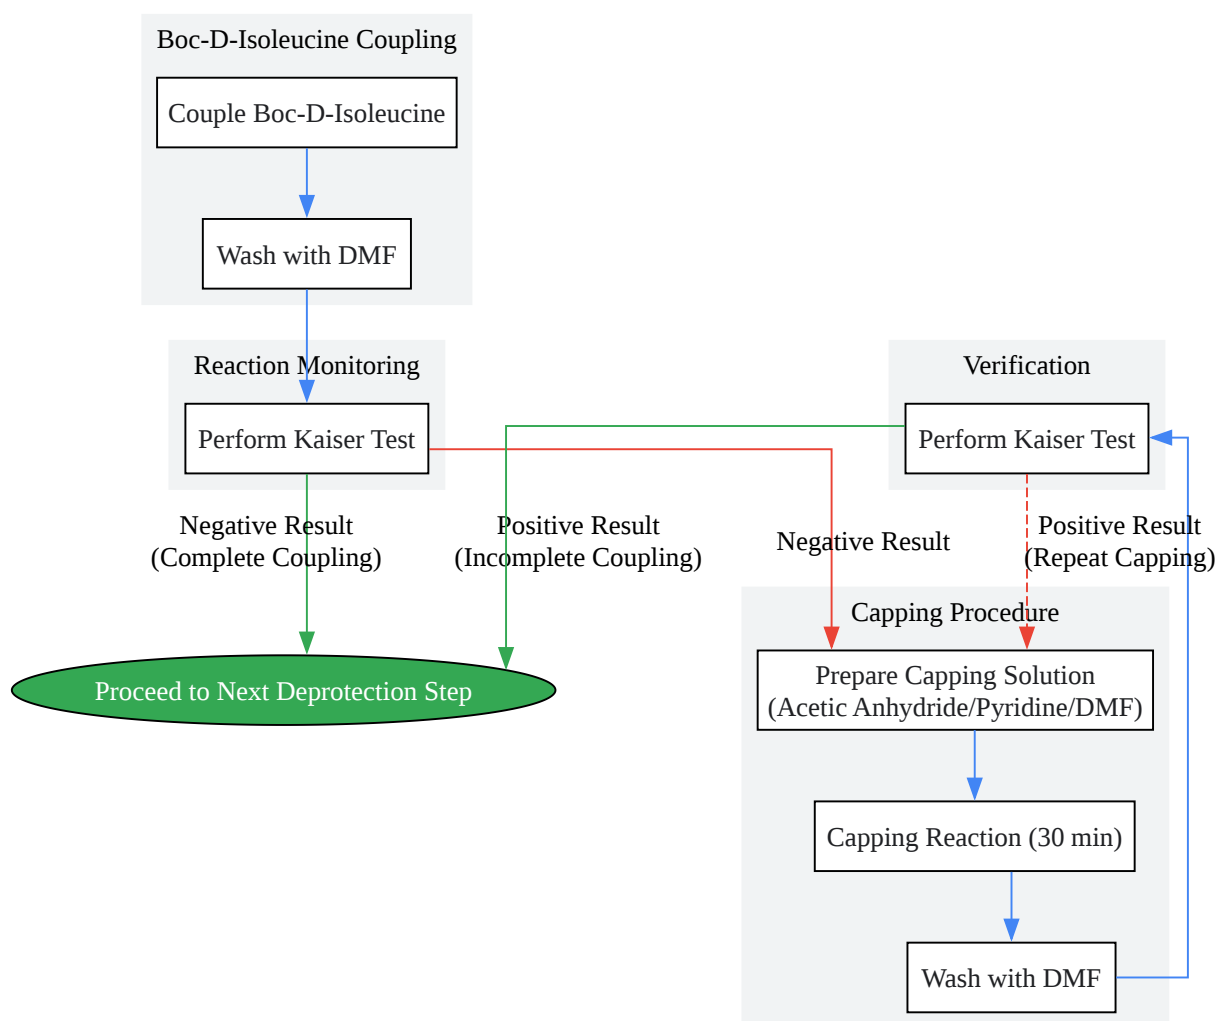 Boc-D-Isoleucine Coupling
Couple Boc-D-Isoleucine
Wash with DMF
Reaction Monitoring
Perform Kaiser Test
Verification
Perform Kaiser Test
Negative Result
(Complete Coupling)
Positive Result
(Incomplete Coupling)
Negative Result
Positive Result
(Repeat Capping)
Proceed to Next Deprotection Step
Capping Procedure
Prepare Capping Solution
(Acetic Anhydride/Pyridine/DMF)
Capping Reaction (30 min)
Wash with DMF